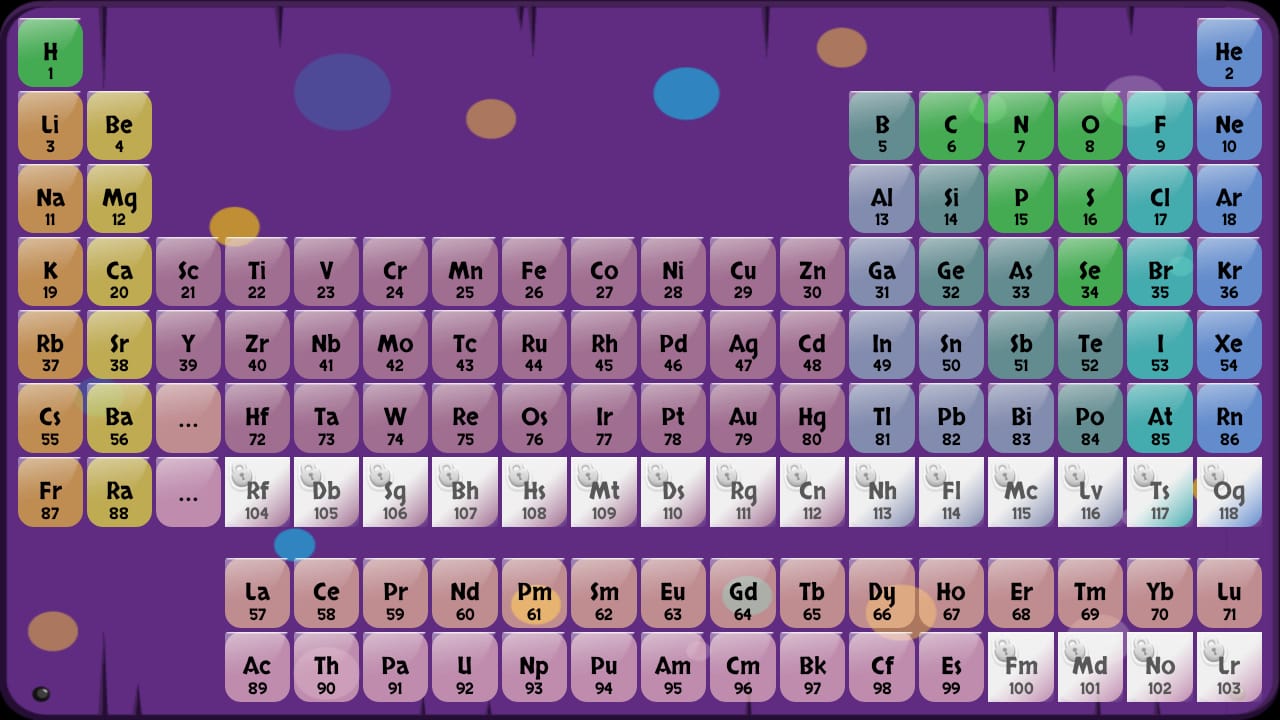 H He
1 2
Li Be B C N O F Ne
3 4 5 6 7 8 9 10
Na Mg Al Si P S Cl Ar
11 12 13 14 15 16 17 18
K Ca Sc Ti V Cr Mn Fe Co Ni Cu Zn Ga Ge As Se Br Kr
19 20 21 22 23 24 25 26 27 28 29 30 31 32 33 34 35 36
Rb Sr Y Zr Nb Mo Tc Ru Rh Pd Ag Cd In Sn Sb Te I Xe
37 38 39 40 41 42 43 44 45 46 47 48 49 50 51 52 53 54
Cs Ba ... Hf Ta W Re Os Ir Pt Au Hg Tl Pb Bi Po At Rn
55 56 72 73 74 75 76 77 78 79 80 81 82 83 84 85 86
Fr Ra ... Rf Db Sg Bh Hs Mt Ds Rg Cn Nh Fl Mc Lv Ts Og
87 88 104 105 106 107 108 109 110 111 112 113 114 115 116 117 118
La Ce Pr Nd Pm Sm Eu Gd Tb Dy Ho Er Tm Yb Lu
57 58 59 60 61 62 63 64 65 66 67 68 69 70 71
Ac Th Pa U Np Pu Am Cm Bk Cf Es Fm Md No Lr
89 90 91 92 93 94 95 96 97 98 99 100 101 102 103